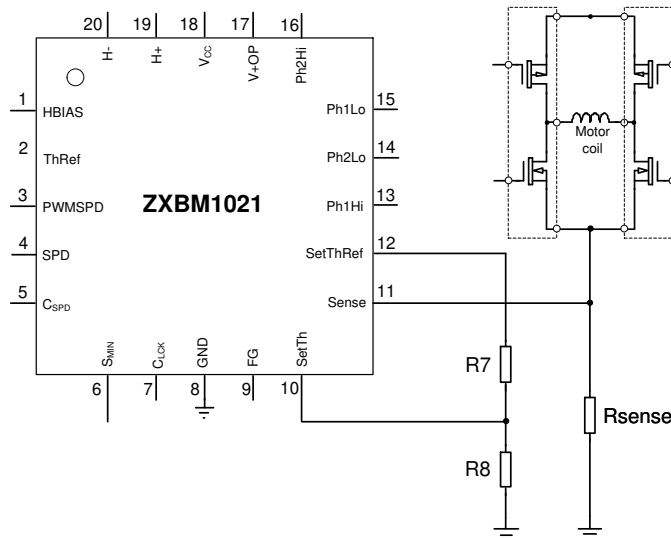 20 19 18 17 16
H- H+ VCC V+OP Ph2Hi
1 HBIAS
Ph1Lo 15
2 ThRef
Ph2Lo 14
3 PWMSPD
ZXBM1021
Ph1Hi 13
4 SPD
SetThRef 12
5 CSPD
Sense 11
SMIN CLCK GND FG SetTh
6 7 8 9 10
Motor
coil
R7
Rsense
R8